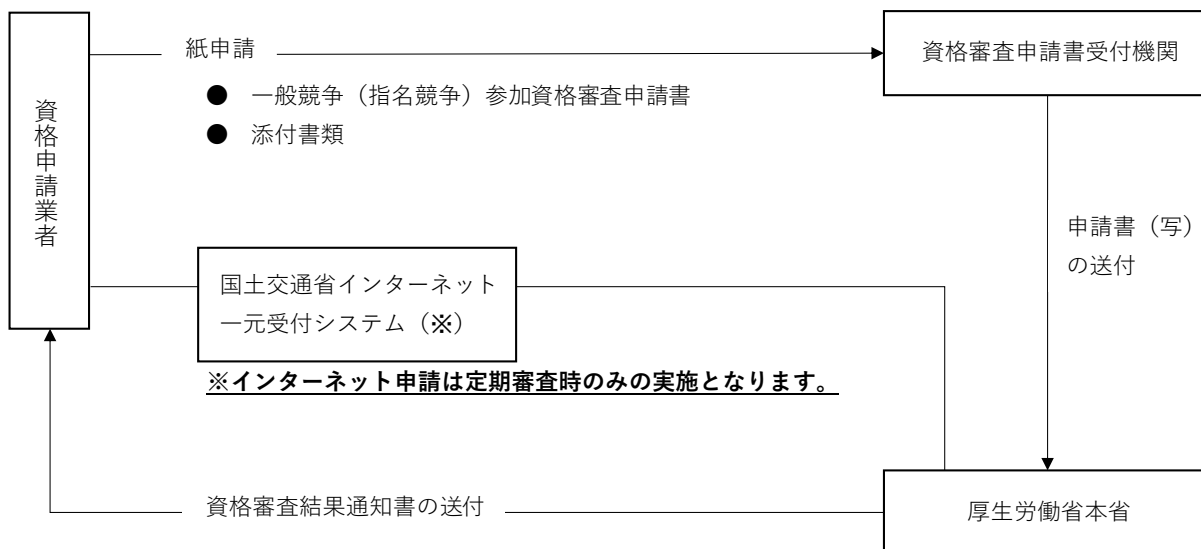 紙申請
資格審査申請書受付機関
● 一般競争（指名競争）参加資格審査申請書
● 添付書類
資格申請業者
申請書（写）
の送付
国土交通省インターネット
一元受付システム（※）
※インターネット申請は定期審査時のみの実施となります。
資格審査結果通知書の送付
厚生労働省本省